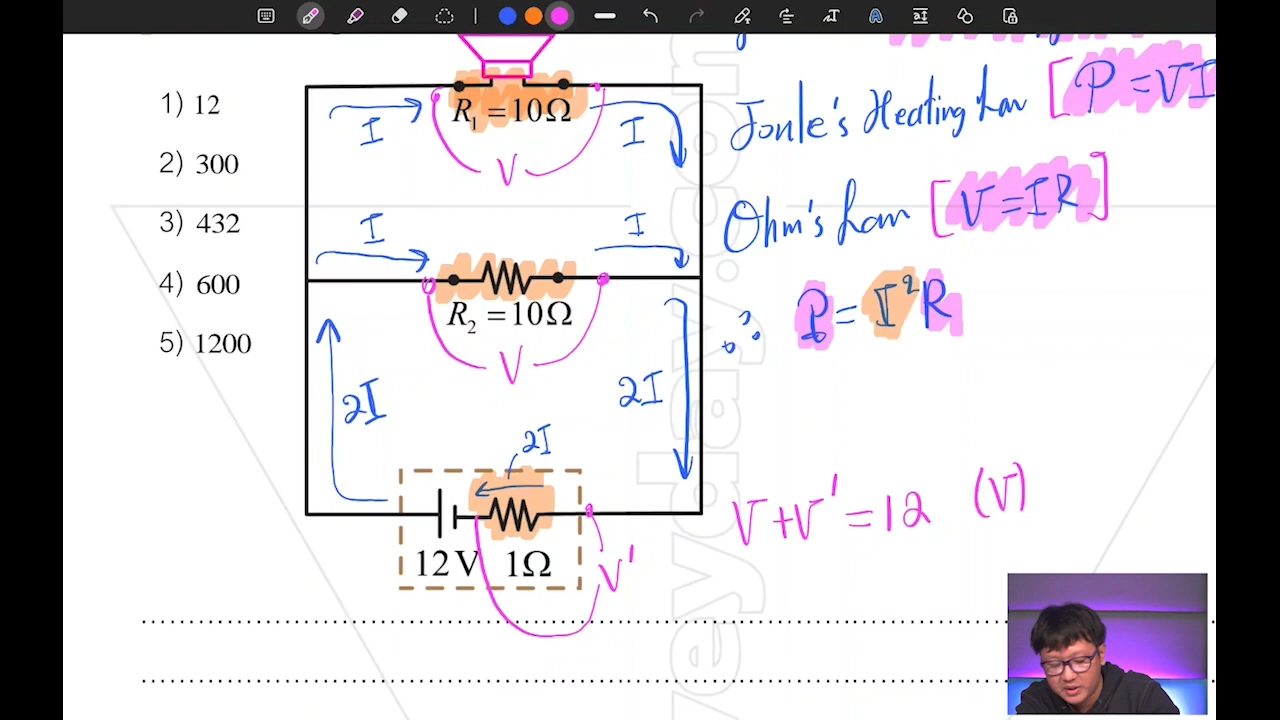 [P = VI
Joule's Heating Law
1) 12
I
R₁ = 10Ω
I
V
2) 300
Ohm's Law [V = IR]
3) 432
I
I
4) 600
R₂ = 10Ω
∴ P = I²R
5) 1200
V
2I
2I
2I
V + V' = 12 (V)
12V 1Ω
V'